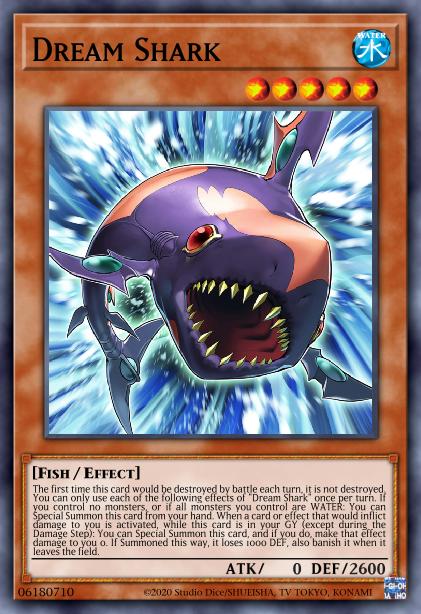 DREAM SHARK
WATER
水
[FISH / EFFECT]
The first time this card would be destroyed by battle each turn, it is not destroyed.
You can only use each of the following effects of "Dream Shark" once per turn. If
you control no monsters, or if all monsters you control are WATER: You can
Special Summon this card from your hand. When a card or effect that would inflict
damage to you is activated, while this card is in your GY (except during the
Damage Step): You can Special Summon this card, and if you do, make that effect
damage to you 0. If Summoned this way, it loses 1000 DEF, also banish it when it
leaves the field.
ATK/ 0 DEF/2600
06180710
©2020 Studio Dice/SHUEISHA, TV TOKYO, KONAMI